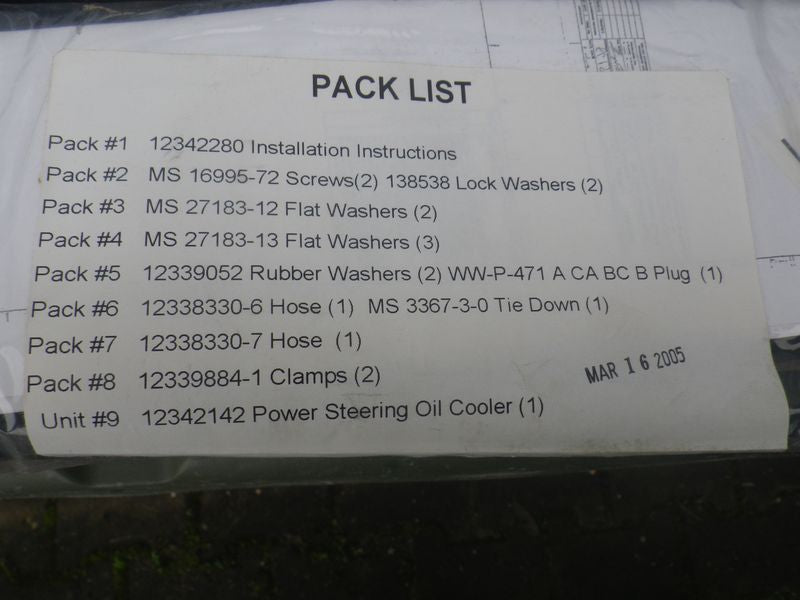 PACK LIST
Pack #1 12342280 Installation Instructions
Pack #2 MS 16995-72 Screws(2) 138538 Lock Washers (2)
Pack #3 MS 27183-12 Flat Washers (2)
Pack #4 MS 27183-13 Flat Washers (3)
Pack #5 12339052 Rubber Washers (2) WW-P-471 A CA BC B Plug (1)
Pack #6 12338330-6 Hose (1) MS 3367-3-0 Tie Down (1)
Pack #7 12338330-7 Hose (1)
Pack #8 12339884-1 Clamps (2)
MAR 16 2005
Unit #9 12342142 Power Steering Oil Cooler (1)